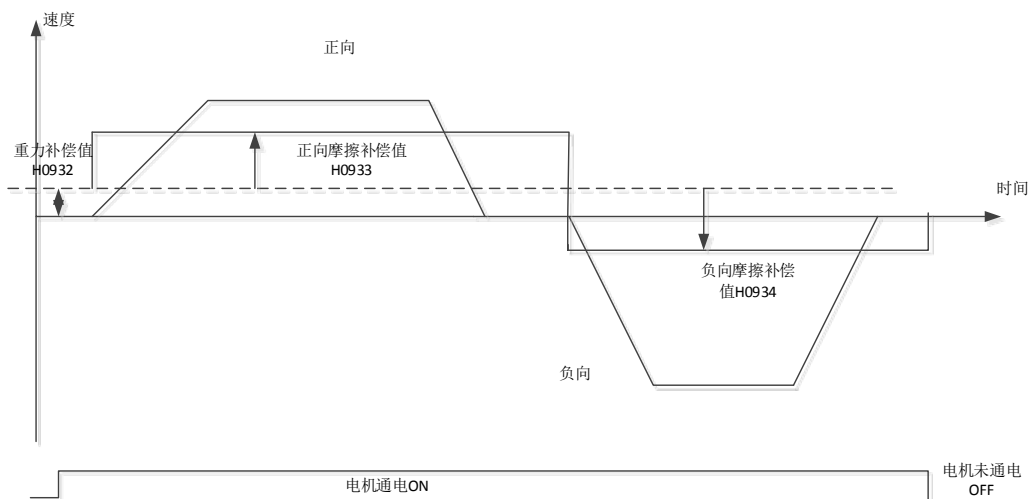 速度
正向
重力补偿值
H0932
正向摩擦补偿值
H0933
时间
负向摩擦补偿
值H0934
负向
电机通电ON
电机未通电
OFF